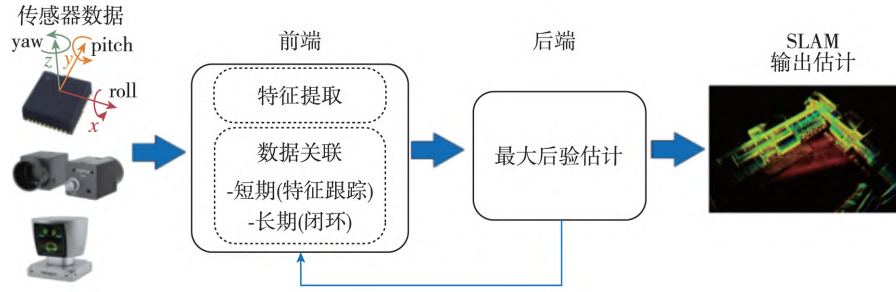 传感器数据
yaw
pitch
z
y
roll
x
前端
特征提取
数据关联
-短期(特征跟踪)
-长期(闭环)
后端
最大后验估计
SLAM
输出估计